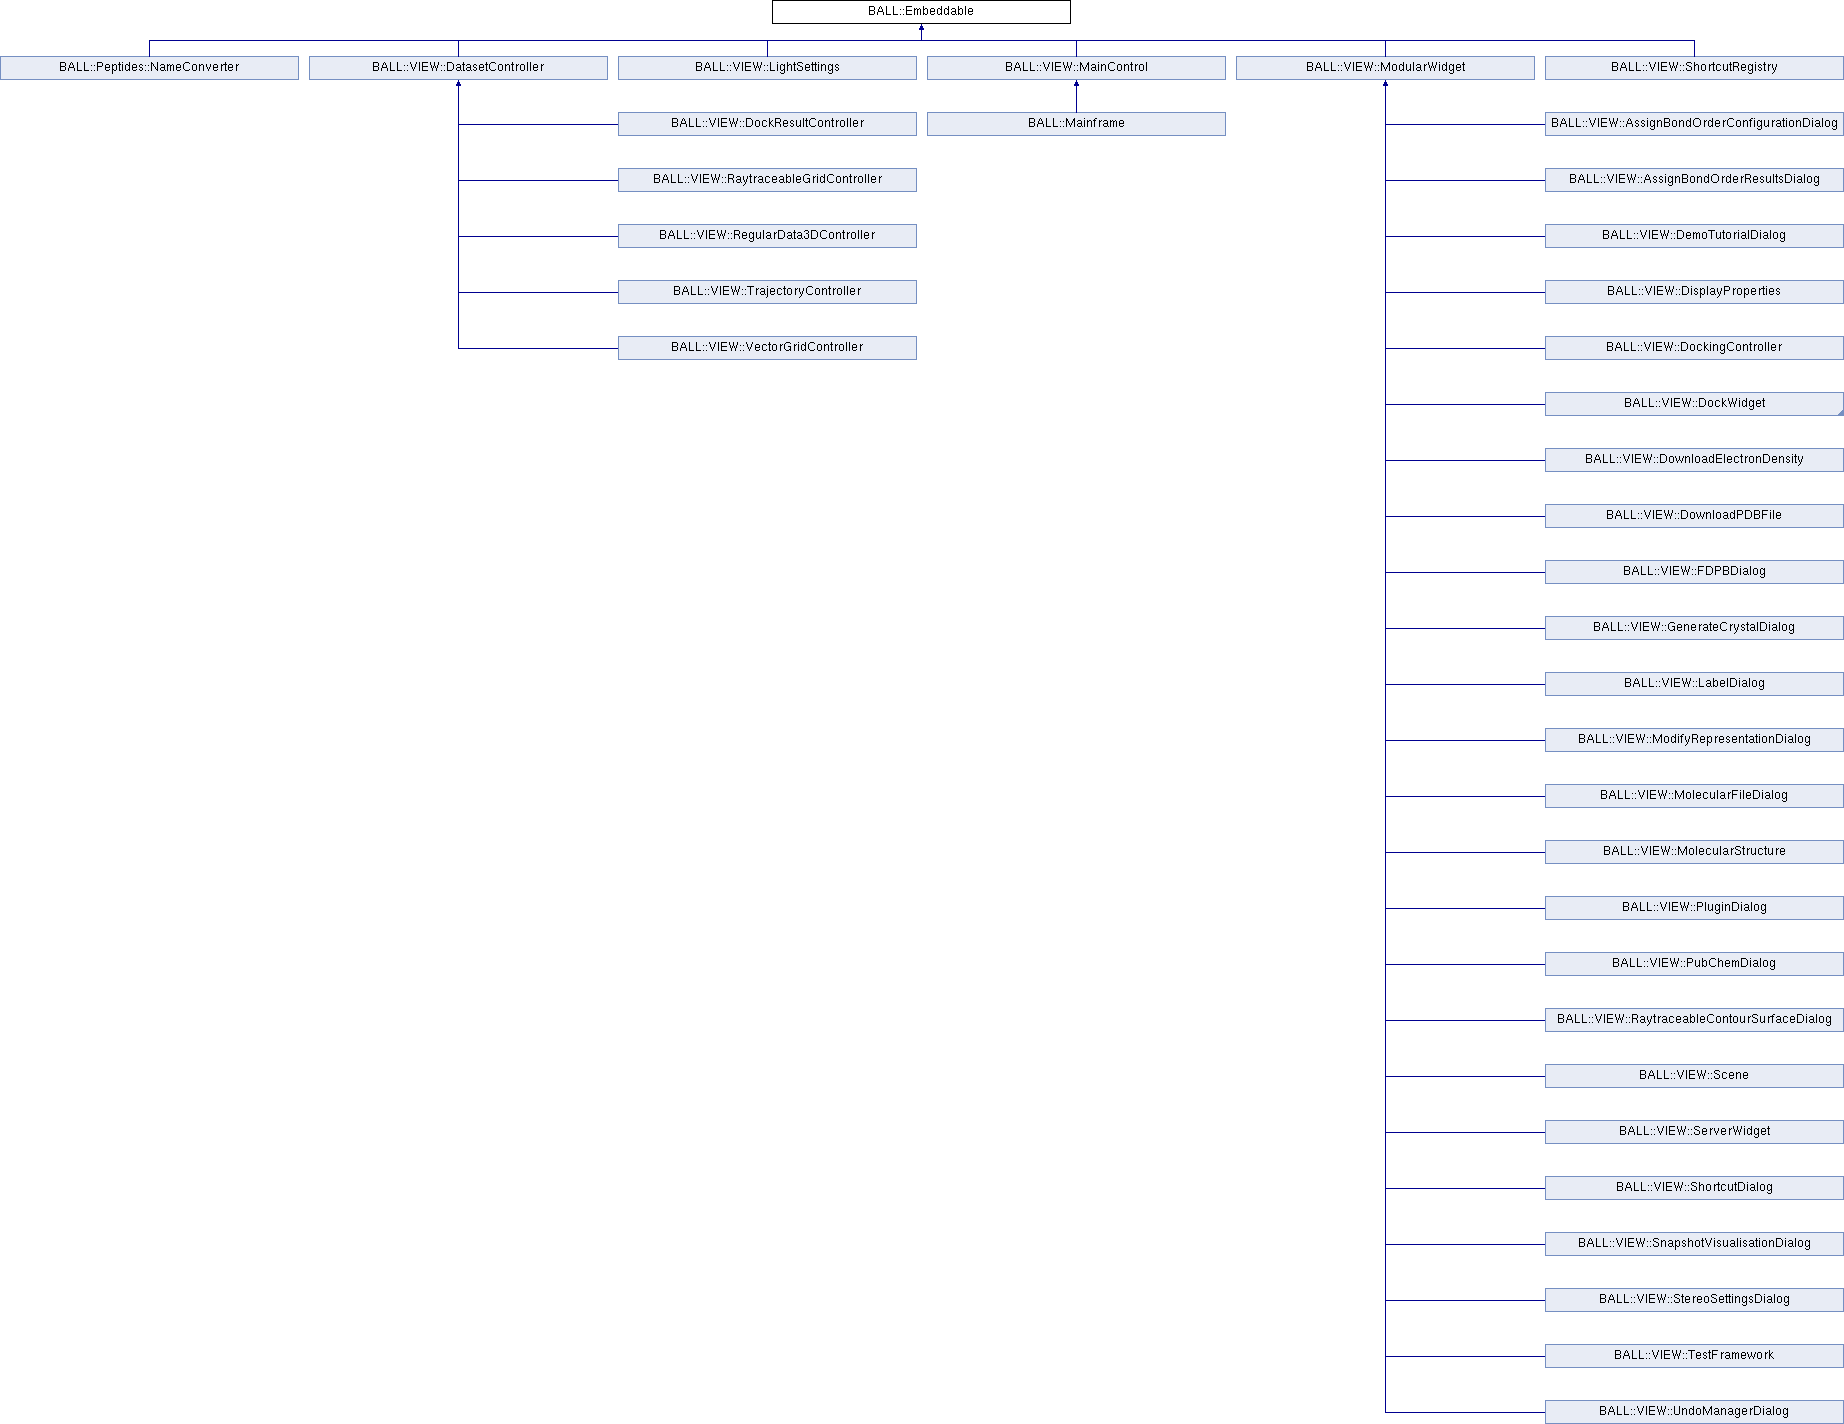 BALL::Embeddable
BALL::Peptides::NameConverter
BALL::VIEW::DatasetController
BALL::VIEW::LightSettings
BALL::VIEW::MainControl
BALL::VIEW::ModularWidget
BALL::VIEW::ShortcutRegistry
BALL::VIEW::DockResultController
BALL::Mainframe
BALL::VIEW::AssignBondOrderConfigurationDialog
BALL::VIEW::RaytraceableGridController
BALL::VIEW::AssignBondOrderResultsDialog
BALL::VIEW::RegularData3DController
BALL::VIEW::DemoTutorialDialog
BALL::VIEW::TrajectoryController
BALL::VIEW::DisplayProperties
BALL::VIEW::VectorGridController
BALL::VIEW::DockingController
BALL::VIEW::DockWidget
BALL::VIEW::DownloadElectronDensity
BALL::VIEW::DownloadPDBFile
BALL::VIEW::FDPBDialog
BALL::VIEW::GenerateCrystalDialog
BALL::VIEW::LabelDialog
BALL::VIEW::ModifyRepresentationDialog
BALL::VIEW::MolecularFileDialog
BALL::VIEW::MolecularStructure
BALL::VIEW::PluginDialog
BALL::VIEW::PubChemDialog
BALL::VIEW::RaytraceableContourSurfaceDialog
BALL::VIEW::Scene
BALL::VIEW::ServerWidget
BALL::VIEW::ShortcutDialog
BALL::VIEW::SnapshotVisualisationDialog
BALL::VIEW::StereoSettingsDialog
BALL::VIEW::TestFramework
BALL::VIEW::UndoManagerDialog